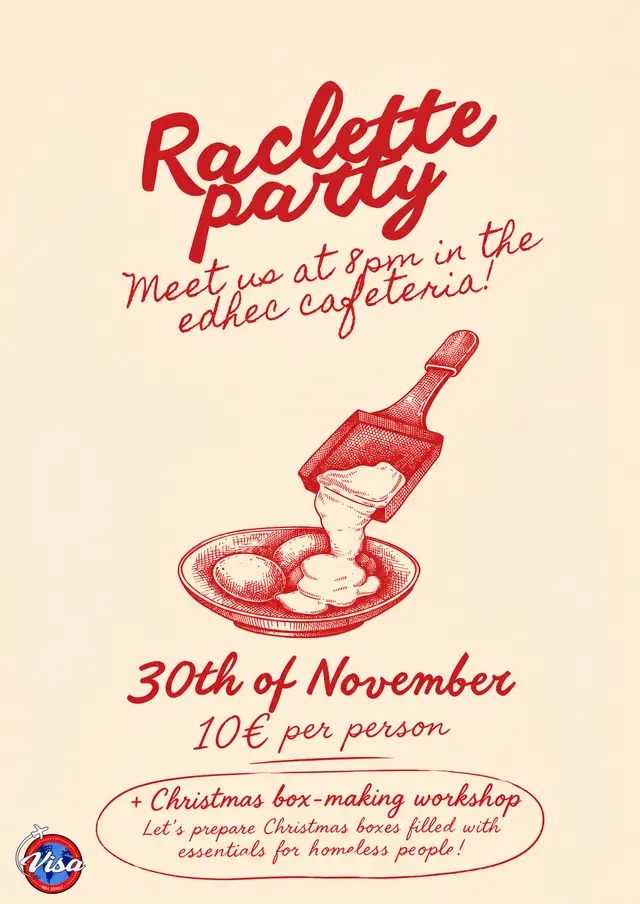 Raclette
party
Meet us at 8pm in the
edhec cafeteria!
30th of November
10€ per person
+ Christmas box-making workshop
Let's prepare Christmas boxes filled with
essentials for homeless people!
Visa